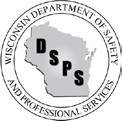 WISCONSIN DEPARTMENT OF SAFETY
AND PROFESSIONAL SERVICES
DSPS